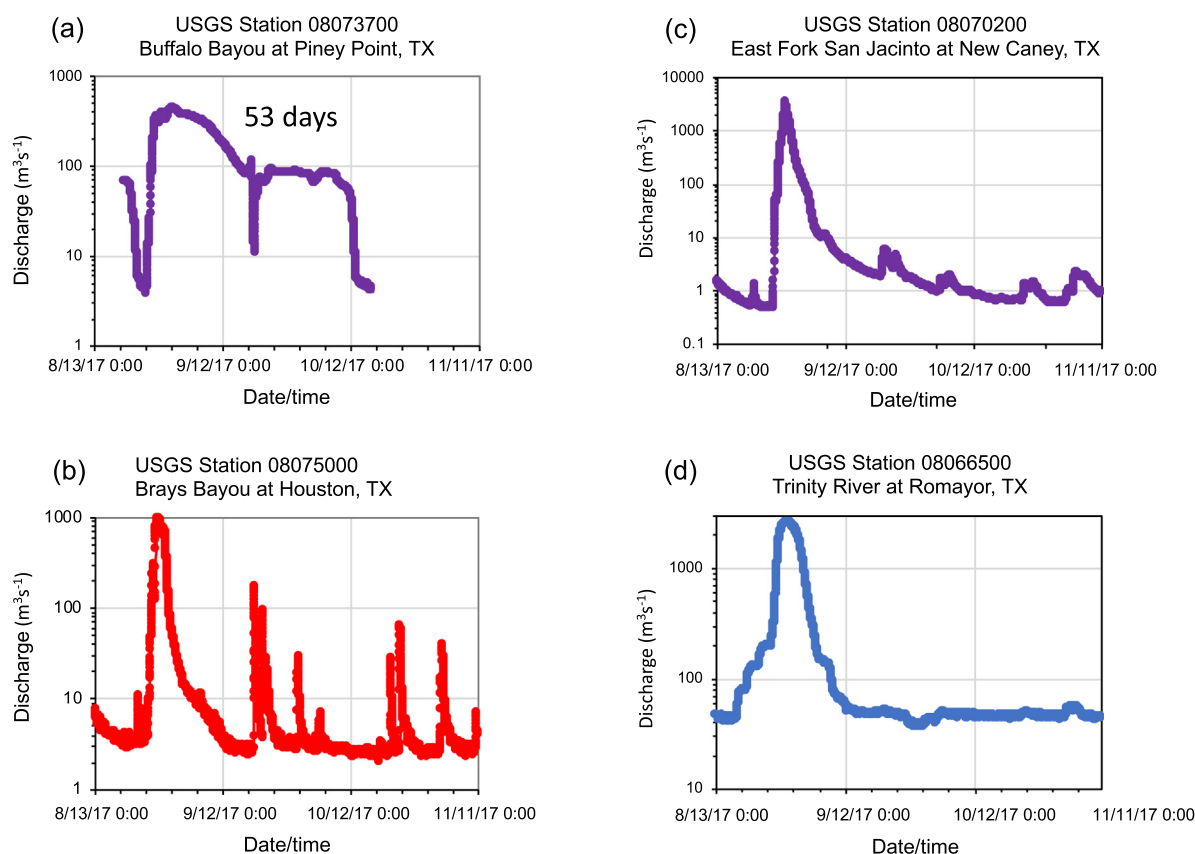 (a)
USGS Station 08073700
Buffalo Bayou at Piney Point, TX
1000
100
10
1
Discharge (m³s⁻¹)
53 days
8/13/17 0:00 9/12/17 0:00 10/12/17 0:00 11/11/17 0:00
Date/time
(c)
USGS Station 08070200
East Fork San Jacinto at New Caney, TX
10000
1000
100
10
1
0.1
Discharge (m³s⁻¹)
8/13/17 0:00 9/12/17 0:00 10/12/17 0:00 11/11/17 0:00
Date/time
(b)
USGS Station 08075000
Brays Bayou at Houston, TX
1000
100
10
1
Discharge (m³s⁻¹)
8/13/17 0:00 9/12/17 0:00 10/12/17 0:00 11/11/17 0:00
Date/time
(d)
USGS Station 08066500
Trinity River at Romayor, TX
1000
100
10
Discharge (m³s⁻¹)
8/13/17 0:00 9/12/17 0:00 10/12/17 0:00 11/11/17 0:00
Date/time